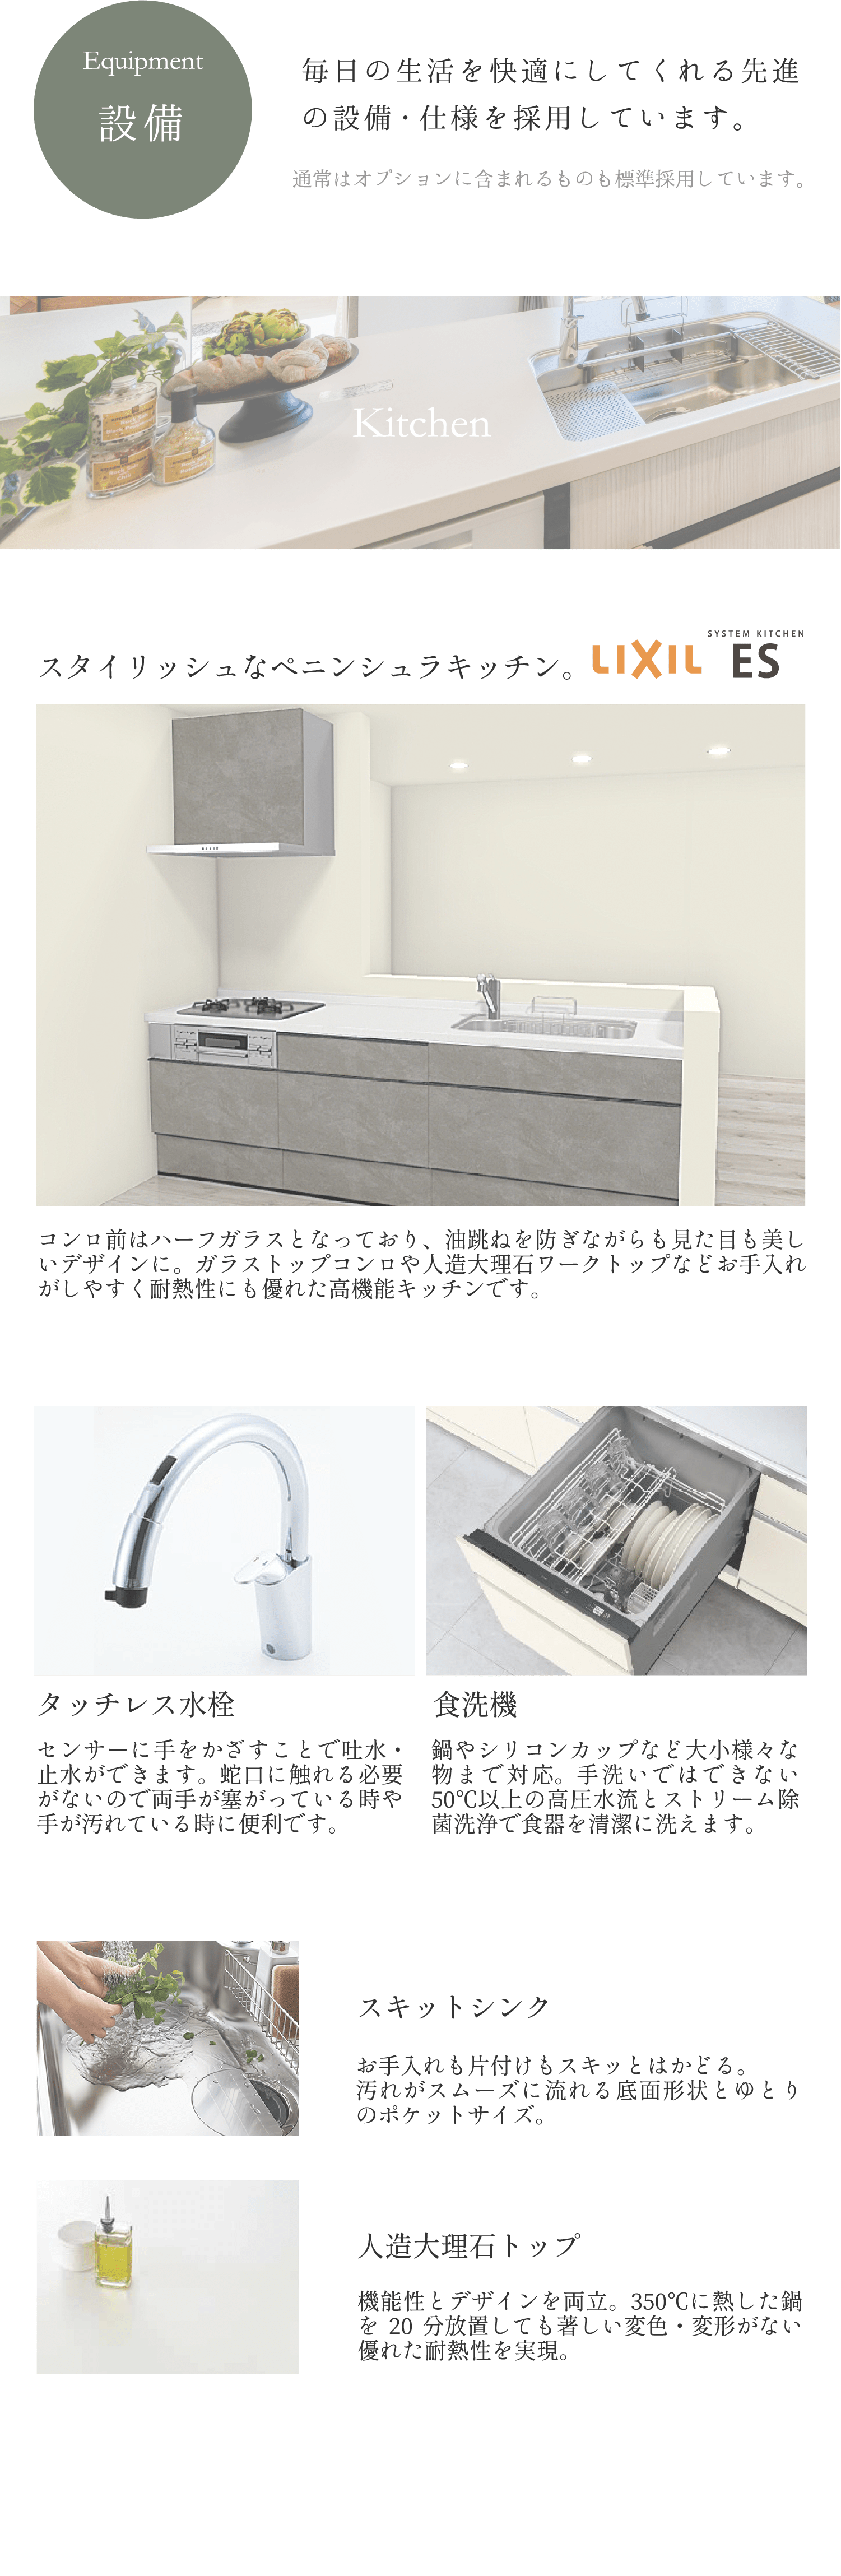 Equipment
設備
毎日の生活を快適にしてくれる先進
の設備・仕様を採用しています。
通常はオプションに含まれるものも標準採用しています。
Kitchen
スタイリッシュなペニンシュラキッチン。
LIXIL
SYSTEM KITCHEN
ES
コンロ前はハーフガラスとなっており、油跳ねを防ぎながらも見た目も美し
いデザインに。ガラストップコンロや人造大理石ワークトップなどお手入れ
がしやすく耐熱性にも優れた高機能キッチンです。
タッチレス水栓
センサーに手をかざすことで吐水・
止水ができます。蛇口に触れる必要
がないので両手が塞がっている時や
手が汚れている時に便利です。
食洗機
鍋やシリコンカップなど大小様々な
物まで対応。手洗いではできない
50℃以上の高圧水流とストリーム除
菌洗浄で食器を清潔に洗えます。
スキットシンク
お手入れも片付けもスキッとはかどる。
汚れがスムーズに流れる底面形状とゆとり
のポケットサイズ。
人造大理石トップ
機能性とデザインを両立。350℃に熱した鍋
を 20 分放置しても著しい変色・変形がない
優れた耐熱性を実現。